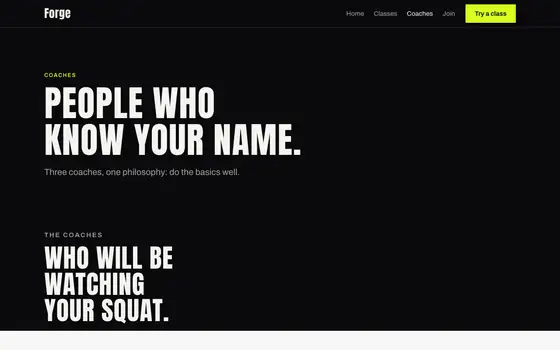 Forge
Home Classes Coaches Join Try a class
COACHES
PEOPLE WHO
KNOW YOUR NAME.
Three coaches, one philosophy: do the basics well.
THE COACHES
WHO WILL BE
WATCHING
YOUR SQUAT.